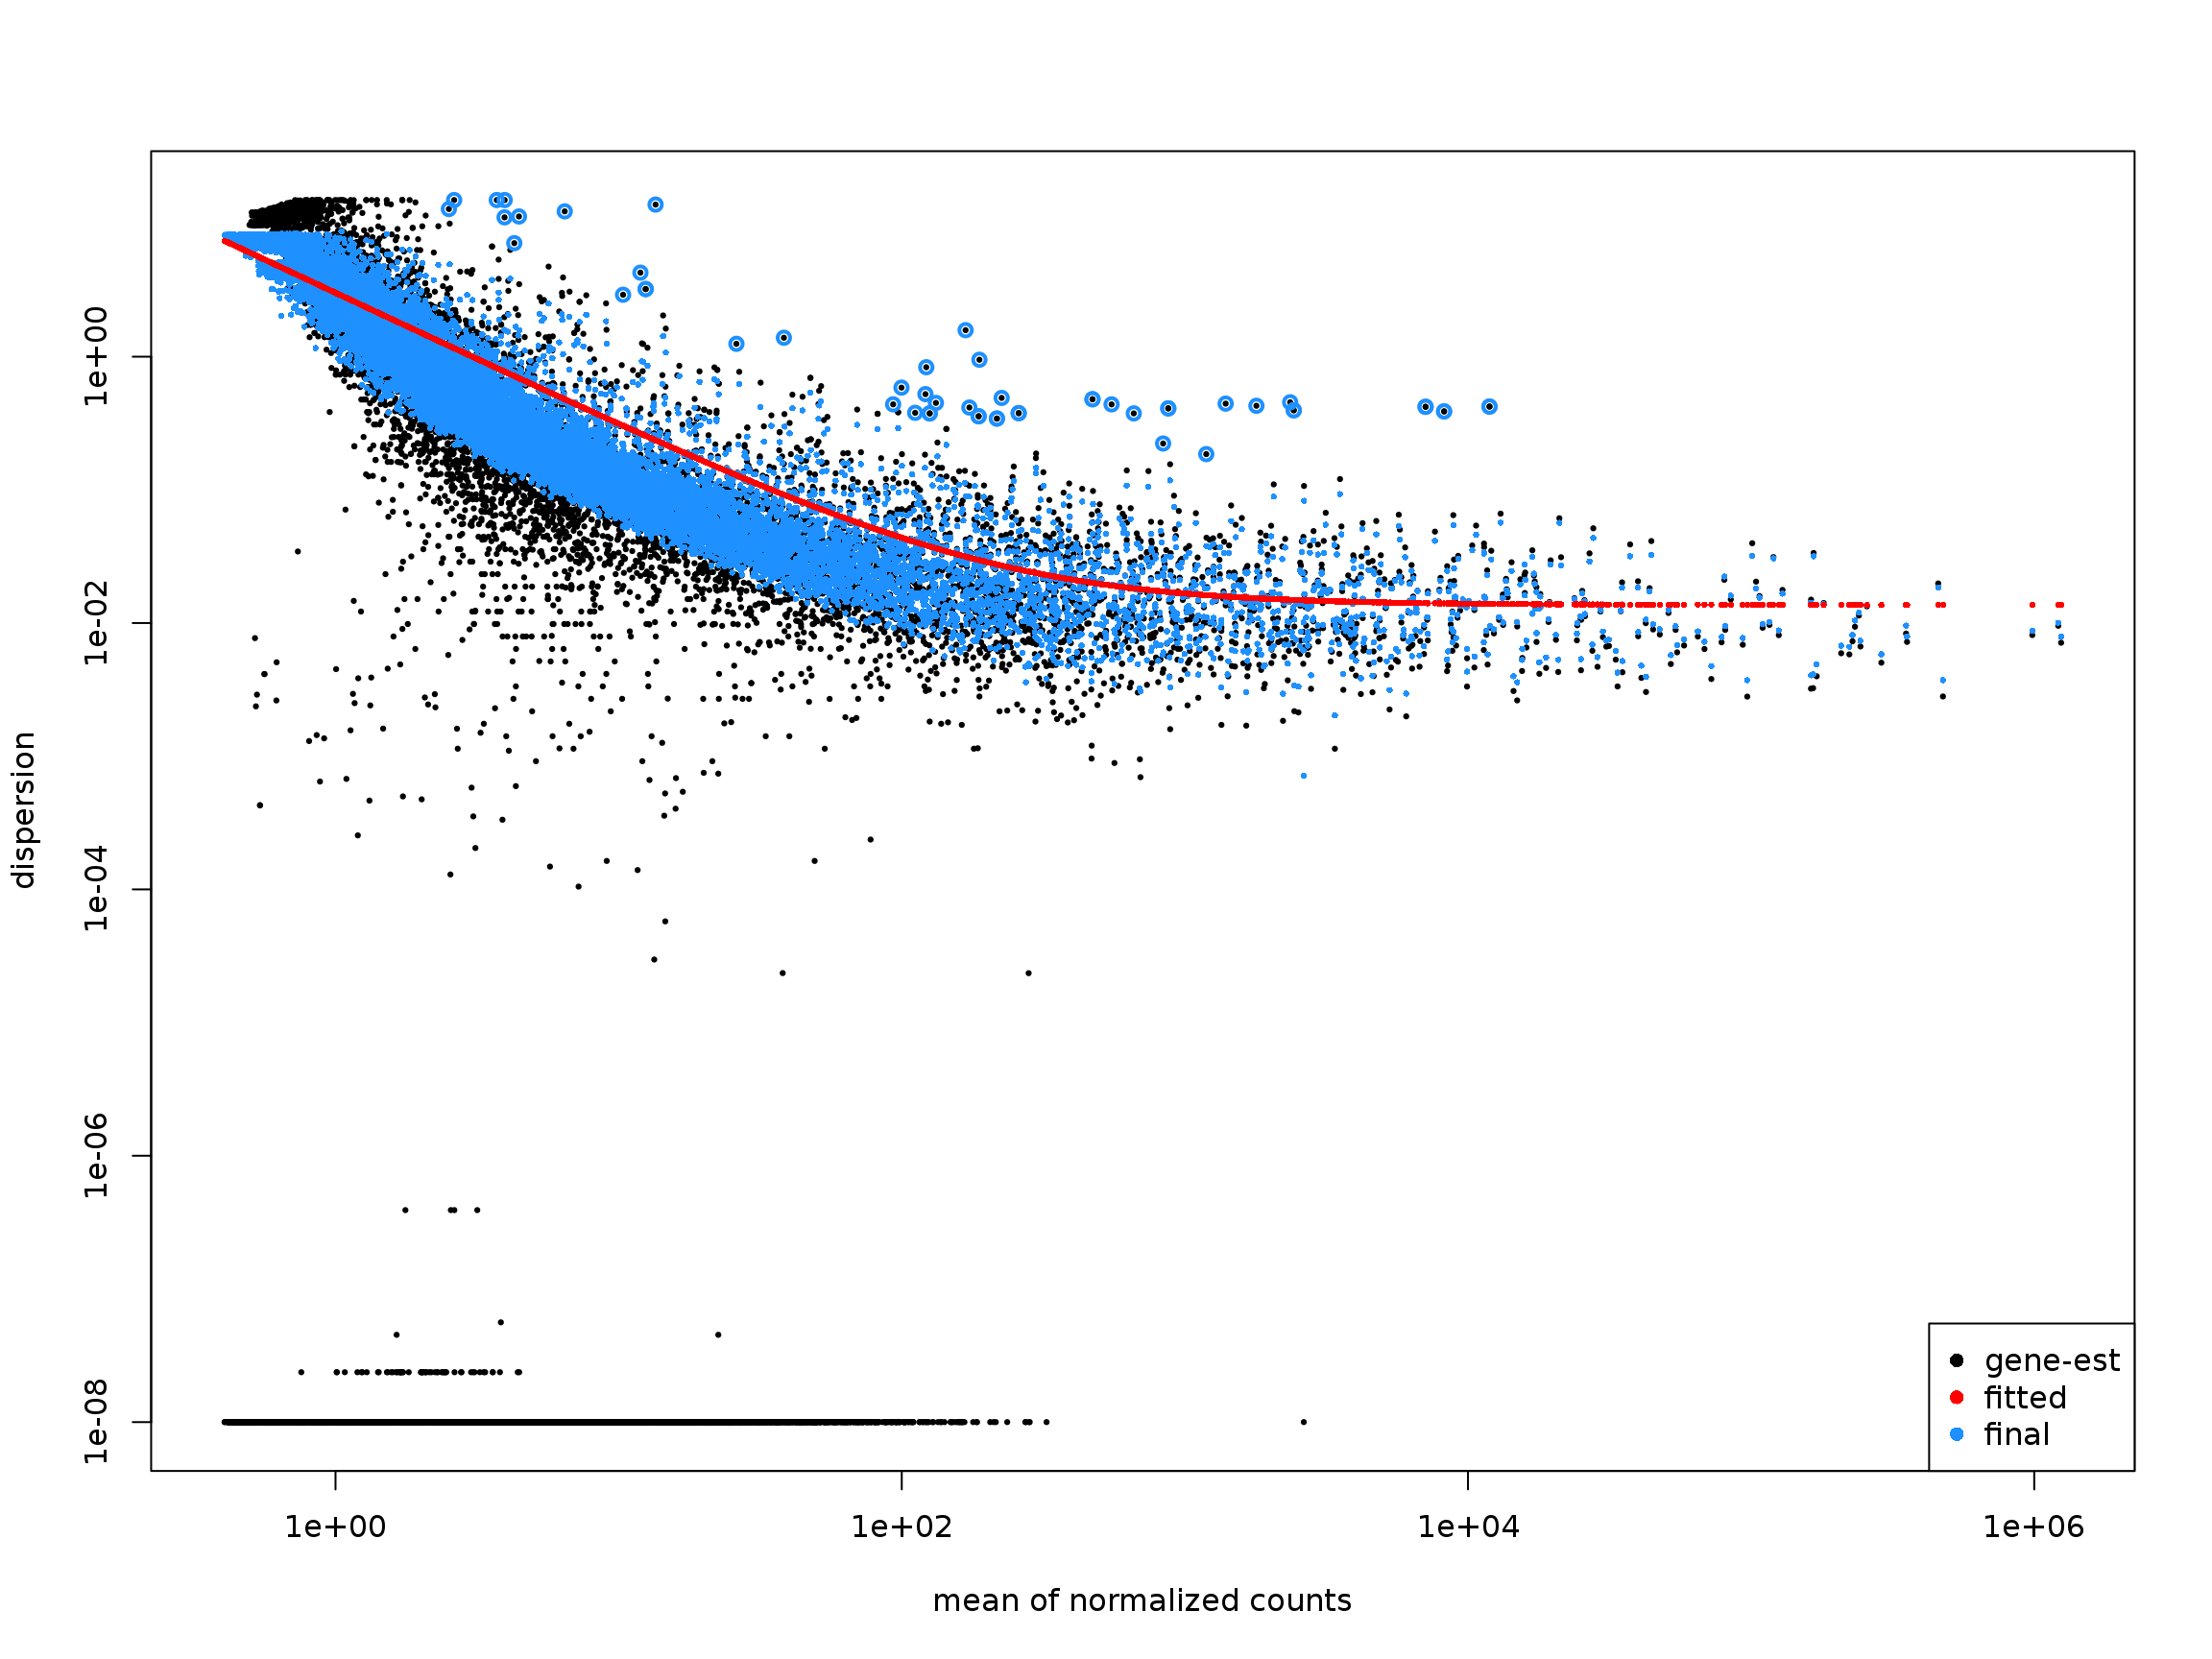 dispersion
1e+00
1e-02
1e-04
1e-06
1e-08
1e+00 1e+02 1e+04 1e+06
mean of normalized counts
gene-est
fitted
final